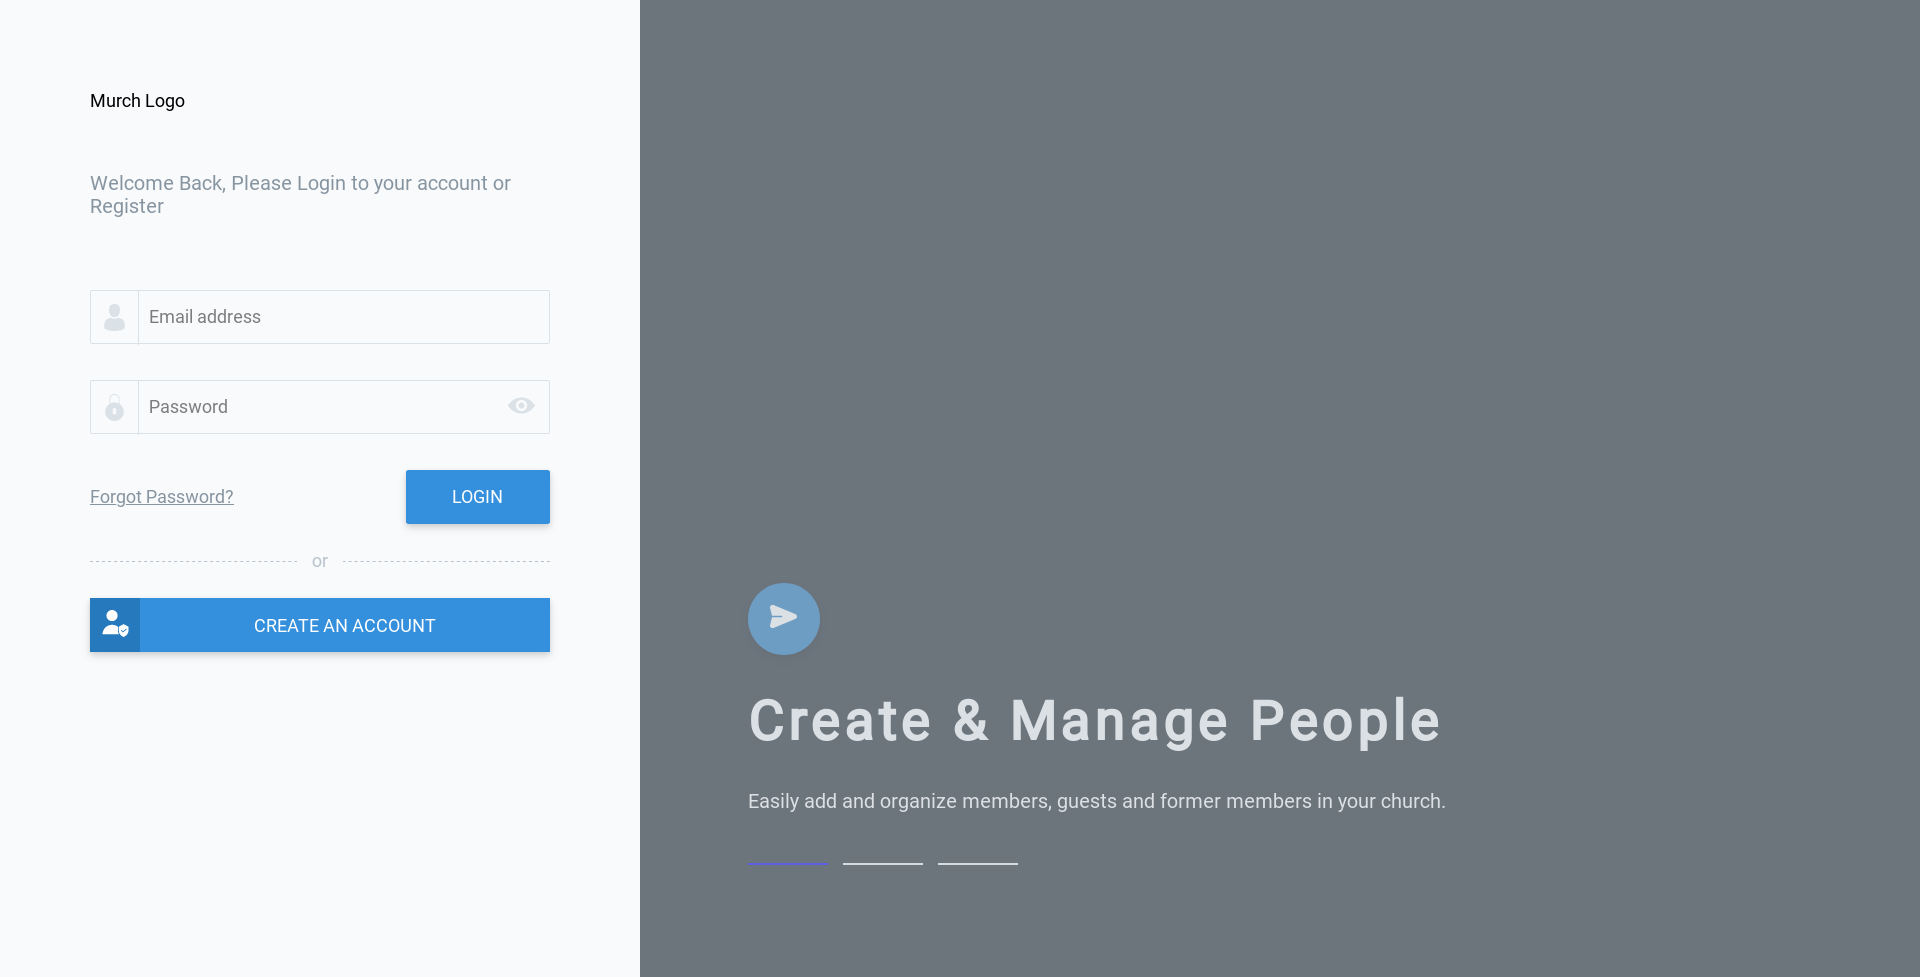 Murch Logo
Welcome Back, Please Login to your account or
Register
Email address
Password
Forgot Password?
LOGIN
or
CREATE AN ACCOUNT
Create & Manage People
Easily add and organize members, guests and former members in your church.